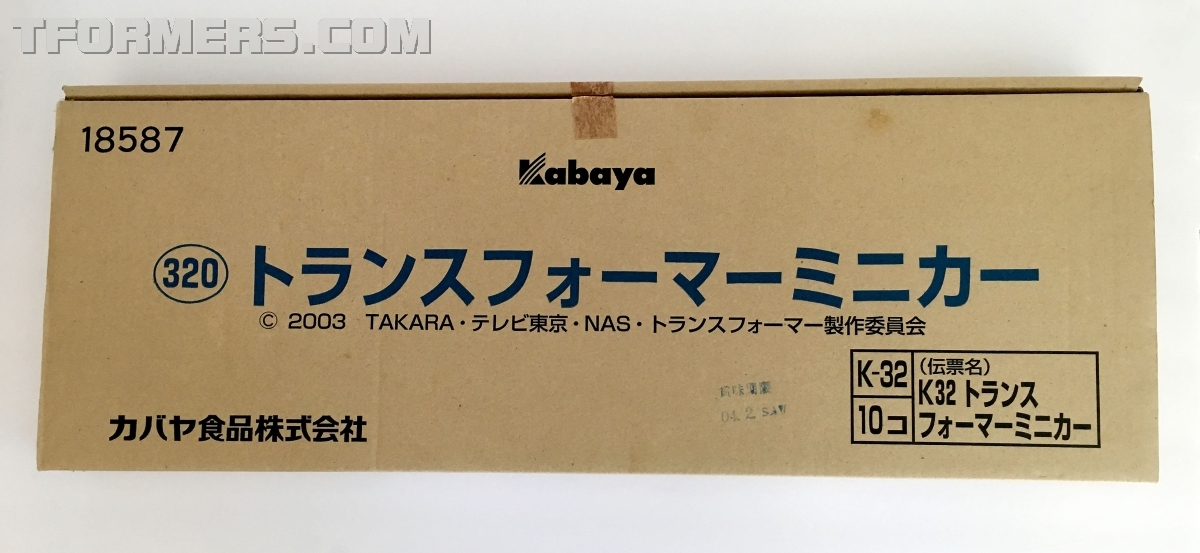 TFORMERS.COM
18587
Kabaya
320 トランスフォーマーミニカー
© 2003 TAKARA・テレビ東京・NAS・トランスフォーマー製作委員会
K-32 (伝票名)
K32 トランス
10コ フォーマーミニカー
カバヤ食品株式会社
04.2